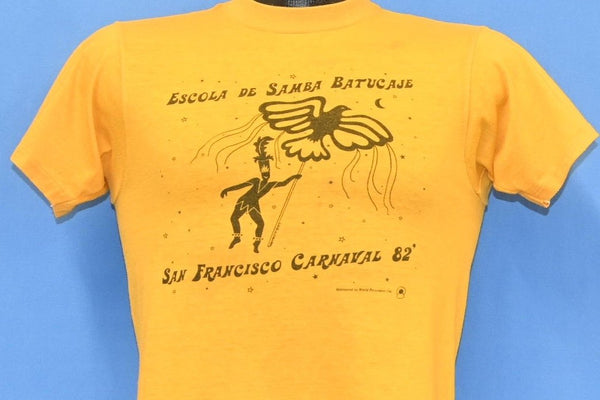 Escola de Samba Batucaje
San Francisco Carnaval 82'